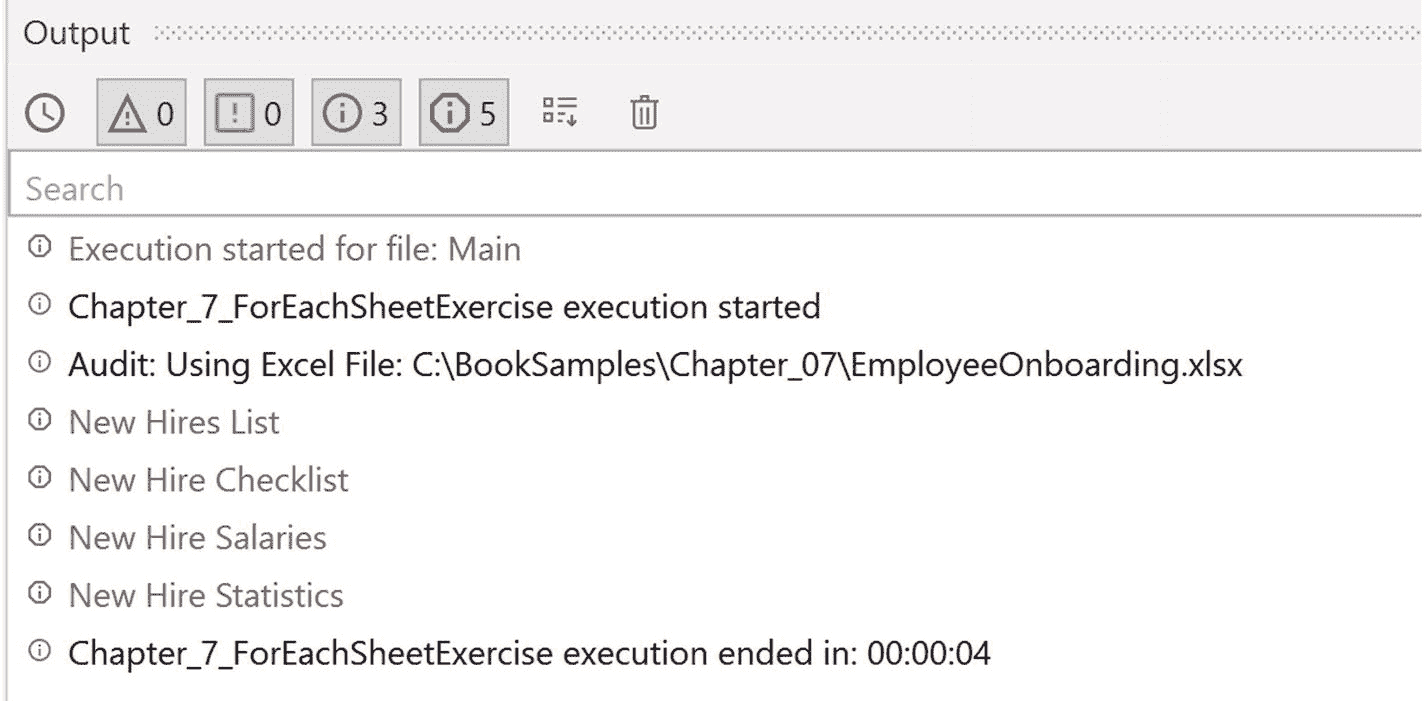 Output
0 0 3 5
Search
Execution started for file: Main
Chapter_7_ForEachSheetExercise execution started
Audit: Using Excel File: C:\BookSamples\Chapter_07\EmployeeOnboarding.xlsx
New Hires List
New Hire Checklist
New Hire Salaries
New Hire Statistics
Chapter_7_ForEachSheetExercise execution ended in: 00:00:04